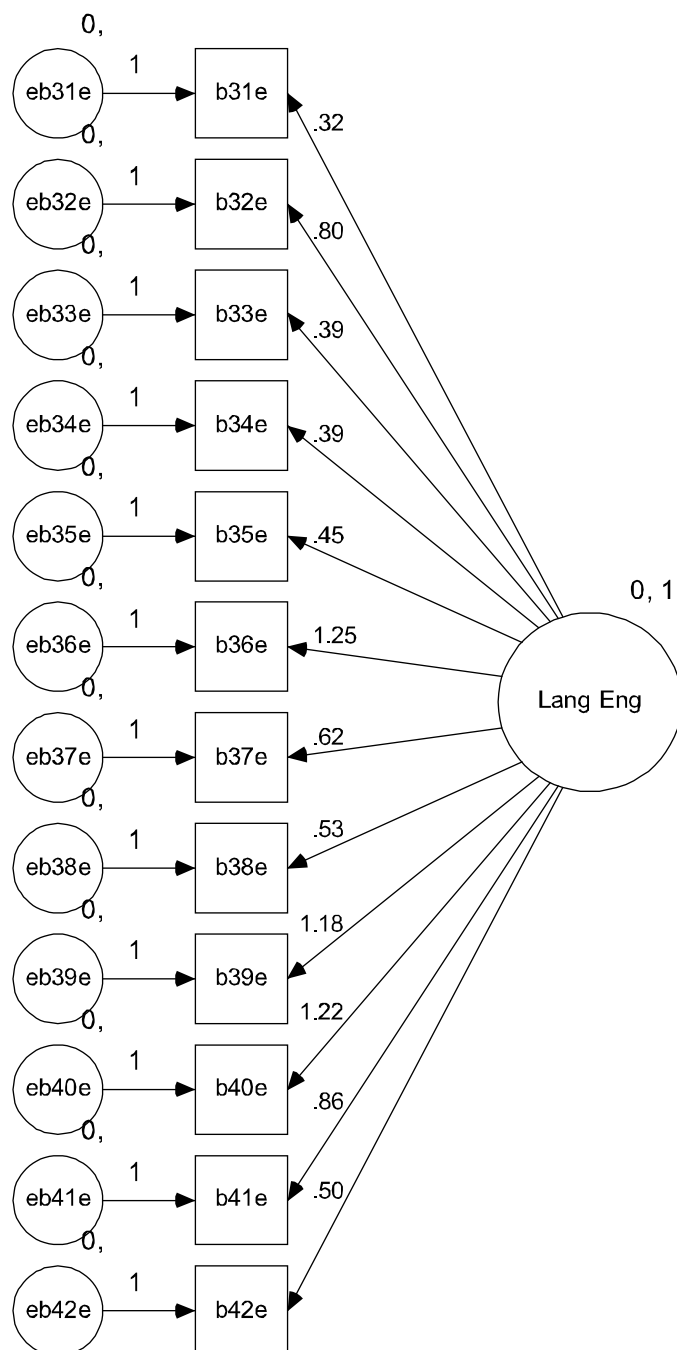 0,
1
eb31e
b31e
.32
0,
1
eb32e
b32e
.80
0,
1
eb33e
b33e
.39
0,
1
eb34e
b34e
.39
0,
1
eb35e
b35e
.45
0,
0, 1
1
eb36e
b36e
1.25
0,
Lang Eng
1
eb37e
b37e
.62
0,
1
eb38e
b38e
.53
0,
1
eb39e
b39e
1.18
0,
1
eb40e
b40e
1.22
0,
1
eb41e
b41e
.86
0,
1
eb42e
b42e
.50